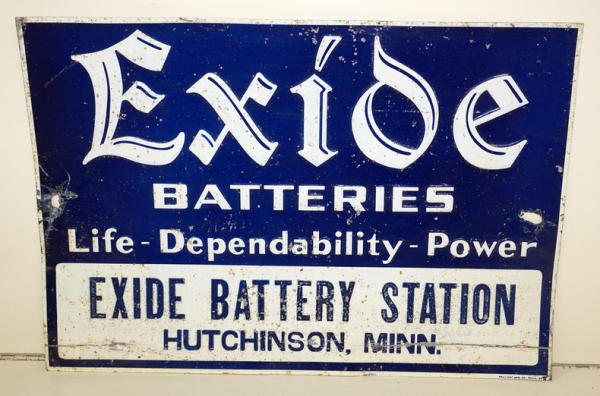 Exide
BATTERIES
Life - Dependability - Power
EXIDE BATTERY STATION
HUTCHINSON, MINN.